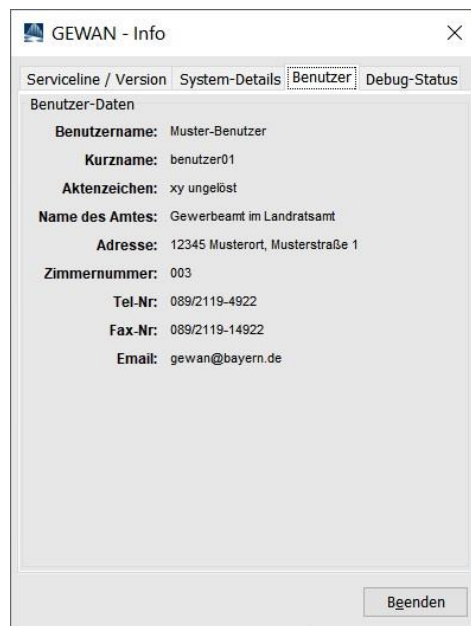 GEWAN - Info
Serviceline / Version System-Details Benutzer Debug-Status
Benutzer-Daten
Benutzername: Muster-Benutzer
Kurzname: benutzer01
Aktenzeichen: xy ungelöst
Name des Amtes: Gewerbeamt im Landratsamt
Adresse: 12345 Musterort, Musterstraße 1
Zimmernummer: 003
Tel-Nr: 089/2119-4922
Fax-Nr: 089/2119-14922
Email: gewan@bayern.de
Beenden